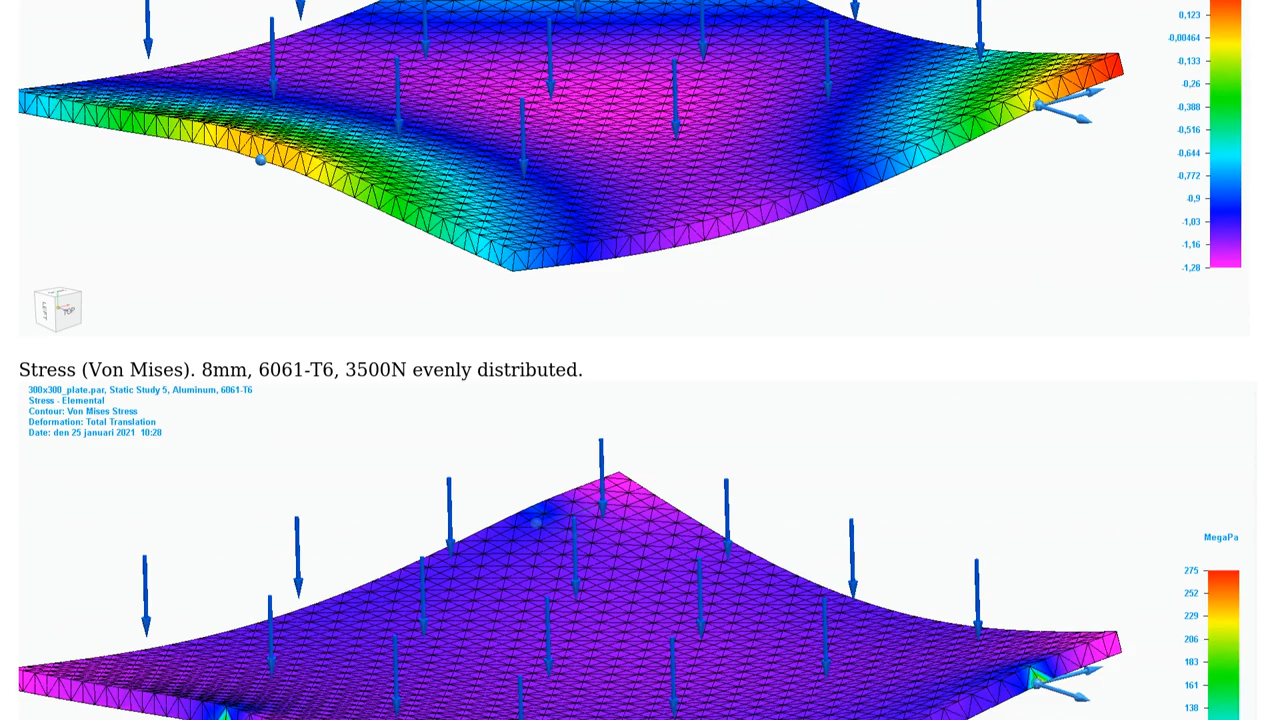 0,123
-0,00464
-0,133
-0,26
-0,388
-0,516
-0,644
-0,772
-0,9
-1,03
-1,16
-1,28
LEFT
TOP
Stress (Von Mises). 8mm, 6061-T6, 3500N evenly distributed.
300x300_plate.par, Static Study 5, Aluminum, 6061-T6
Stress - Elemental
Contour: Von Mises Stress
Deformation: Total Translation
Date: den 25 januari 2021 10:28
MegaPa
275
252
229
206
183
161
138